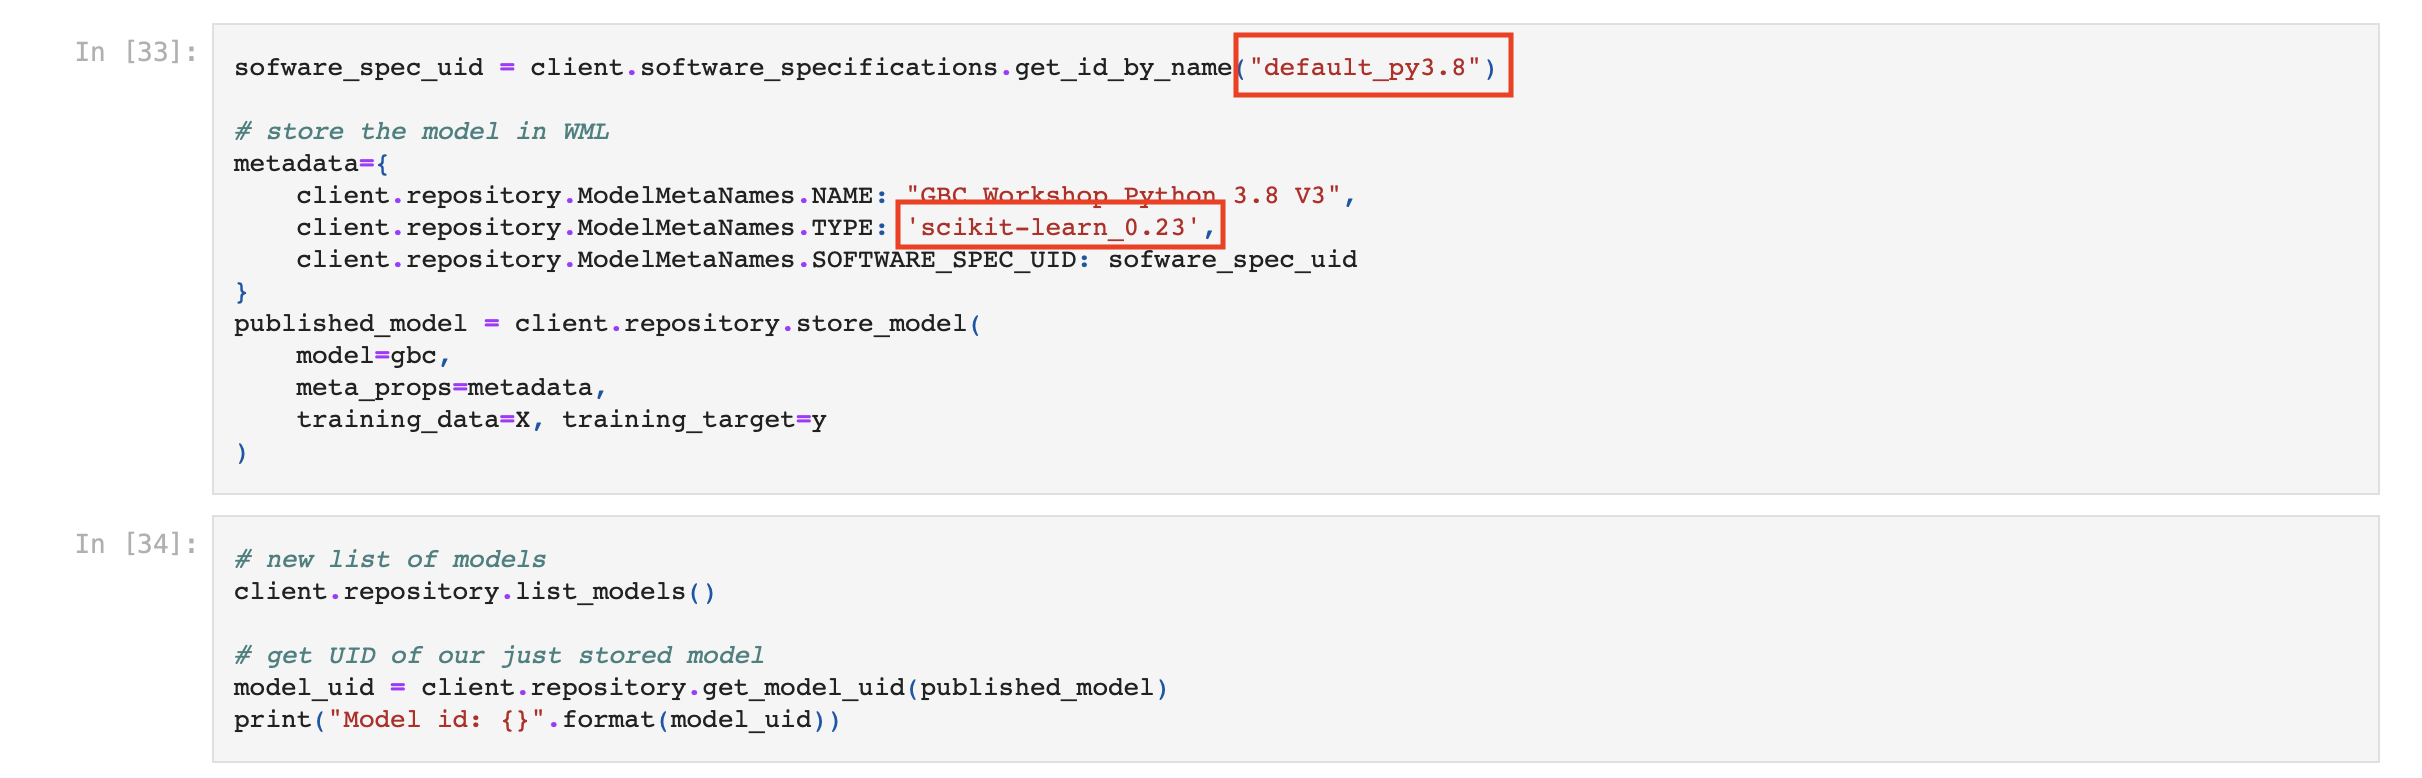 In [33]:
sofware_spec_uid = client.software_specifications.get_id_by_name("default_py3.8")
# store the model in WML
metadata={
    client.repository.ModelMetaNames.NAME: "GBC Workshop Python 3.8 V3",
    client.repository.ModelMetaNames.TYPE: 'scikit-learn_0.23',
    client.repository.ModelMetaNames.SOFTWARE_SPEC_UID: sofware_spec_uid
}
published_model = client.repository.store_model(
    model=gbc,
    meta_props=metadata,
    training_data=X, training_target=y
)
In [34]:
# new list of models
client.repository.list_models()
# get UID of our just stored model
model_uid = client.repository.get_model_uid(published_model)
print("Model id: {}".format(model_uid))